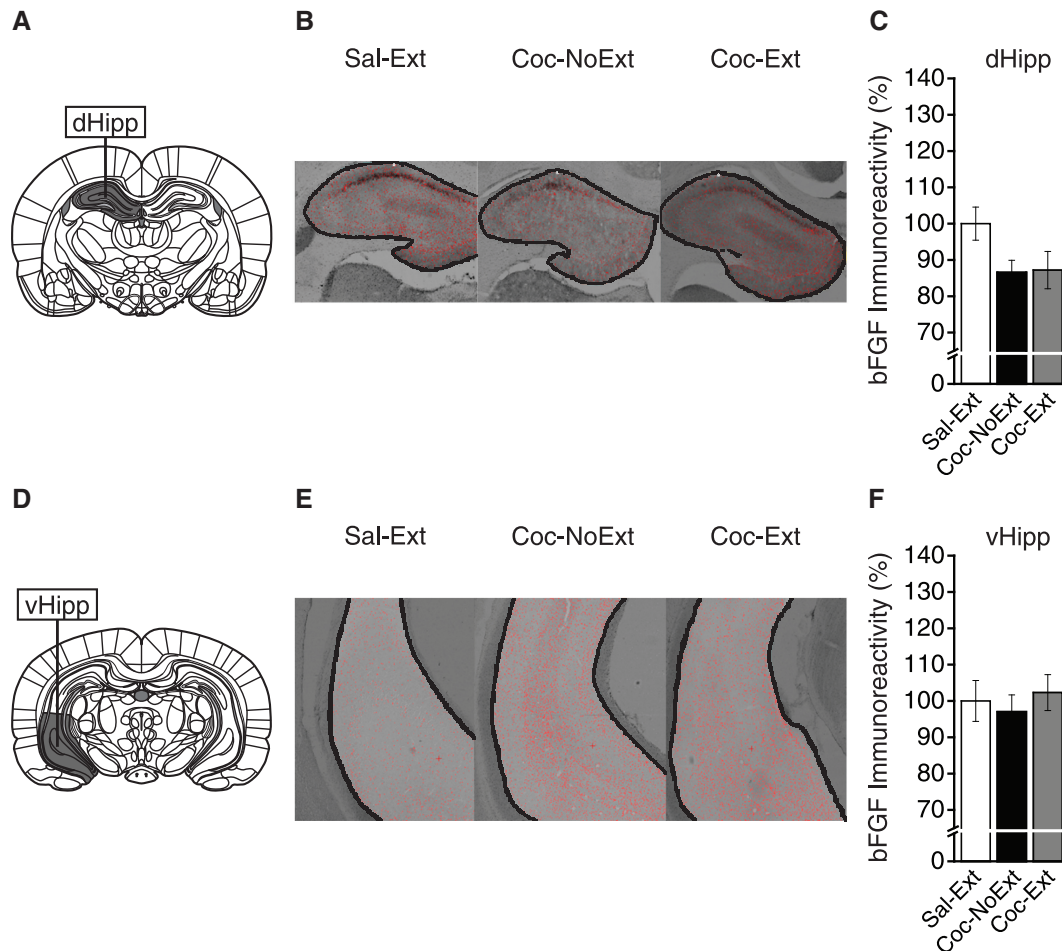 A
dHipp
B
Sal-Ext Coc-NoExt Coc-Ext
C
dHipp
bFGF Immunoreactivity (%)
140
130
120
110
100
90
80
70
0
Sal-Ext
Coc-NoExt
Coc-Ext
D
vHipp
E
Sal-Ext Coc-NoExt Coc-Ext
F
vHipp
bFGF Immunoreactivity (%)
140
130
120
110
100
90
80
70
0
Sal-Ext
Coc-NoExt
Coc-Ext